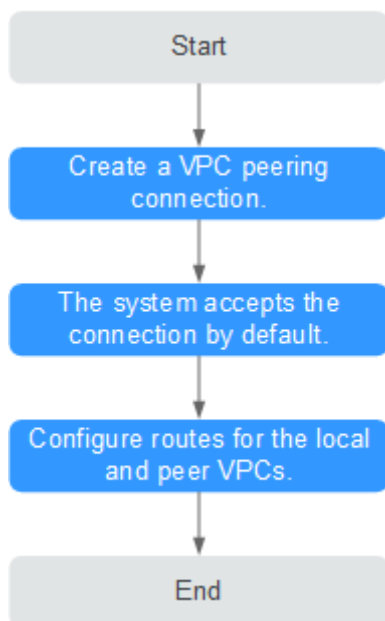 Start
Create a VPC peering
connection.
The system accepts the
connection by default.
Configure routes for the local
and peer VPCs.
End